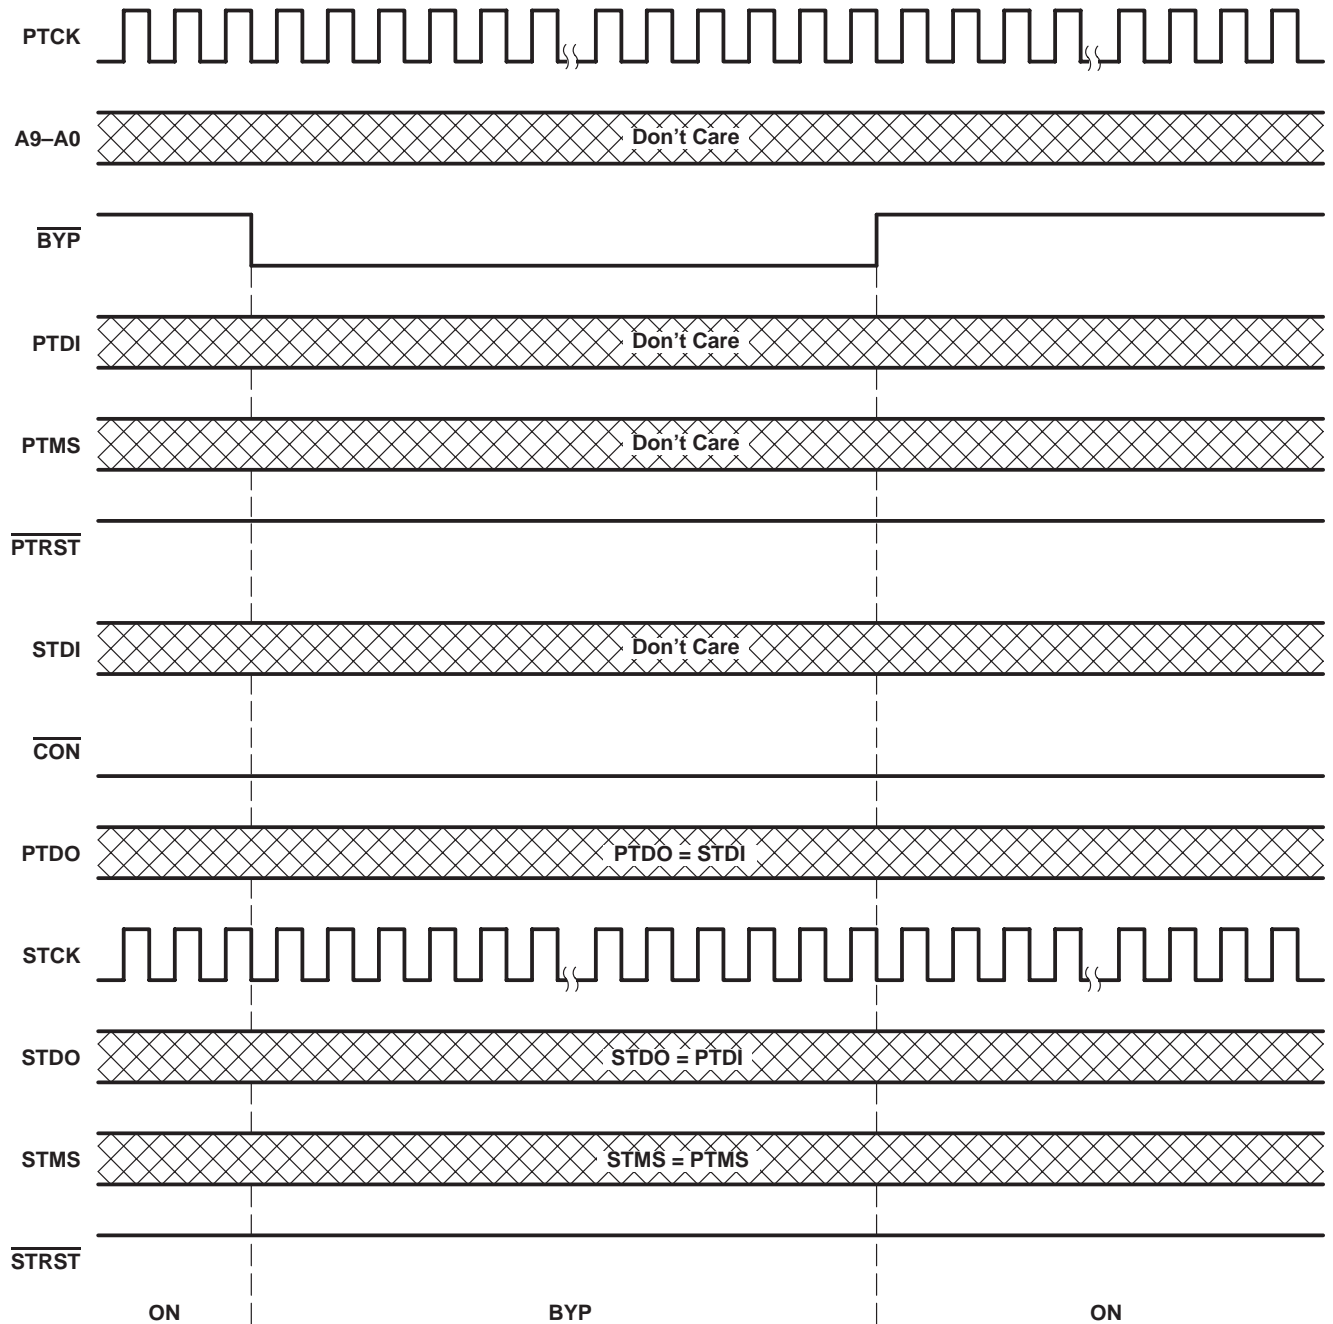 PTCK
A9–A0 Don't Care
BYP
PTDI Don't Care
PTMS Don't Care
PTRST
STDI Don't Care
CON
PTDO PTDO = STDI
STCK
STDO STDO = PTDI
STMS STMS = PTMS
STRST
ON BYP ON